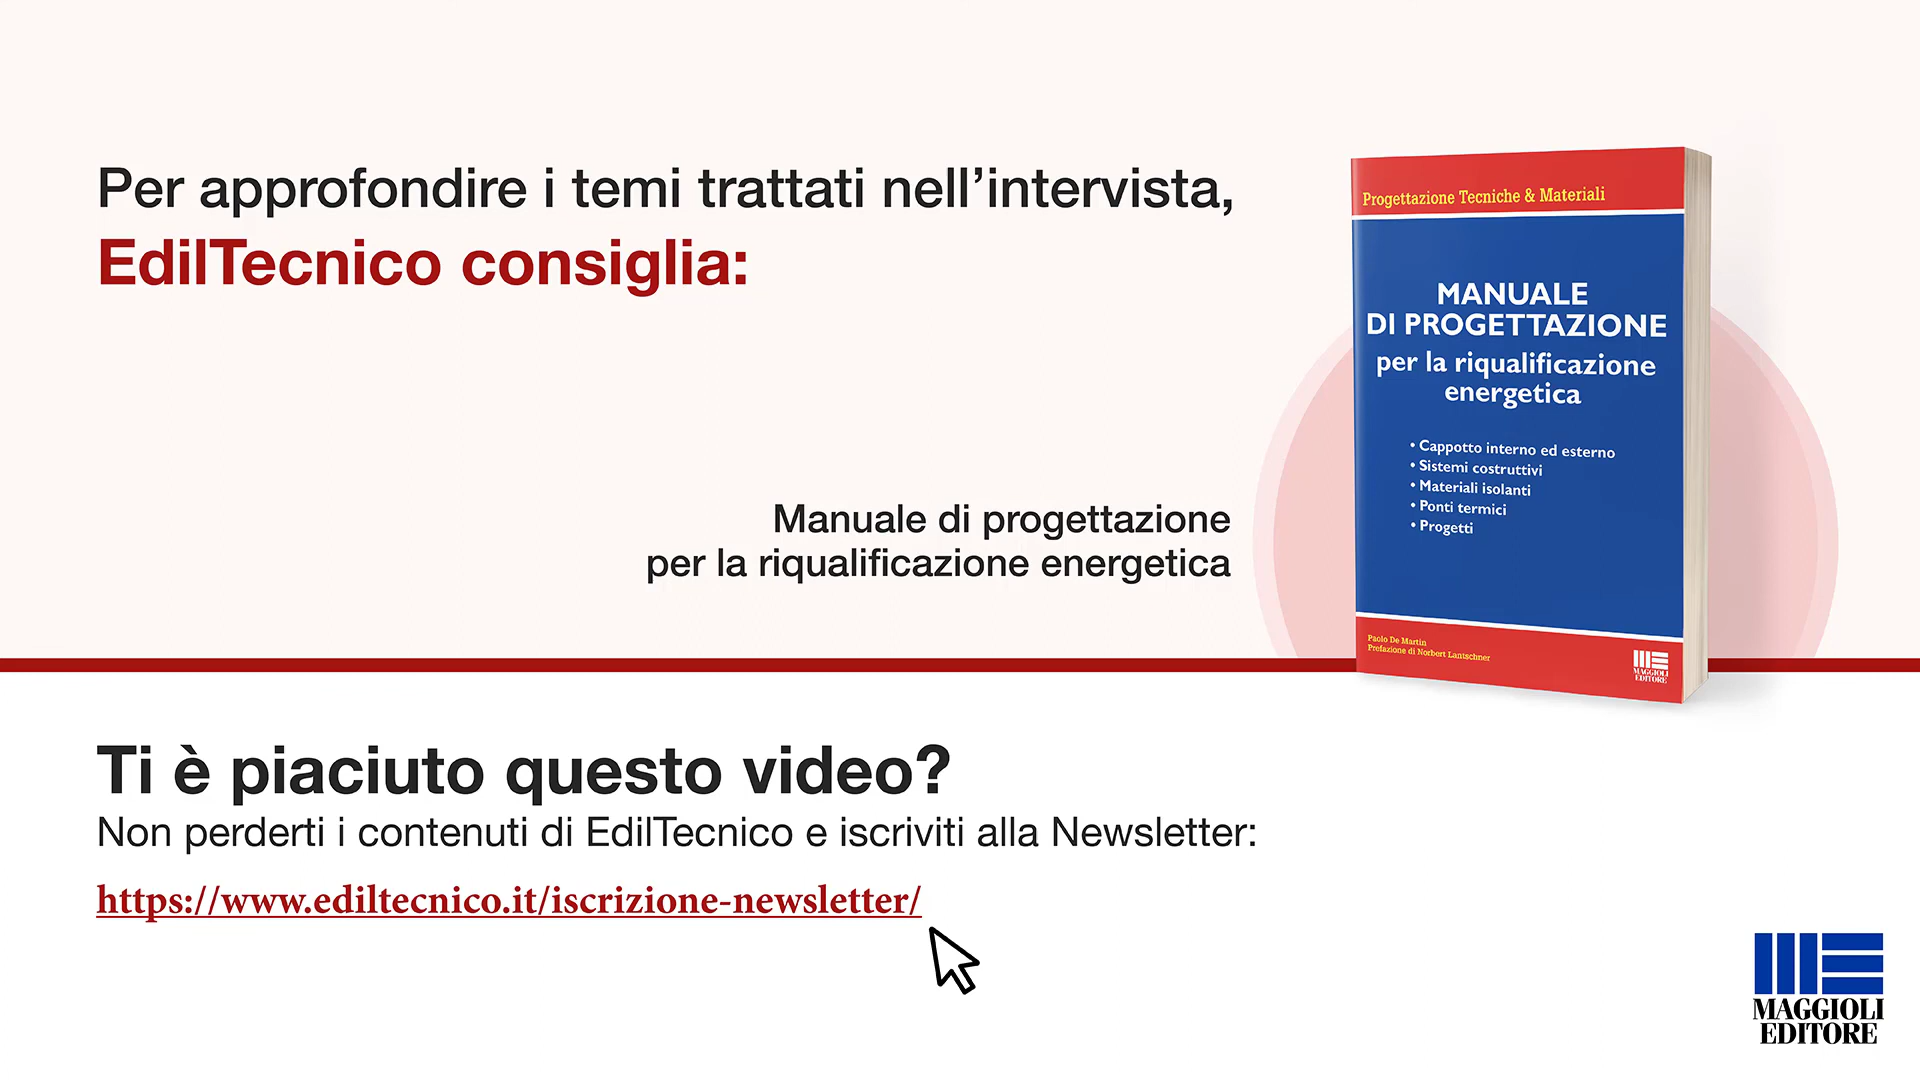 Per approfondire i temi trattati nell’intervista,
EdilTecnico consiglia:
Manuale di progettazione
per la riqualificazione energetica
Progettazione Tecniche & Materiali
MANUALE
DI PROGETTAZIONE
per la riqualificazione
energetica
• Cappotto interno ed esterno
• Sistemi costruttivi
• Materiali isolanti
• Ponti termici
• Progetti
Paolo De Martin
Prefazione di Norbert Lantschner
MAGGIOLI
EDITORE
Ti è piaciuto questo video?
Non perderti i contenuti di EdilTecnico e iscriviti alla Newsletter:
https://www.ediltecnico.it/iscrizione-newsletter/
MAGGIOLI
EDITORE